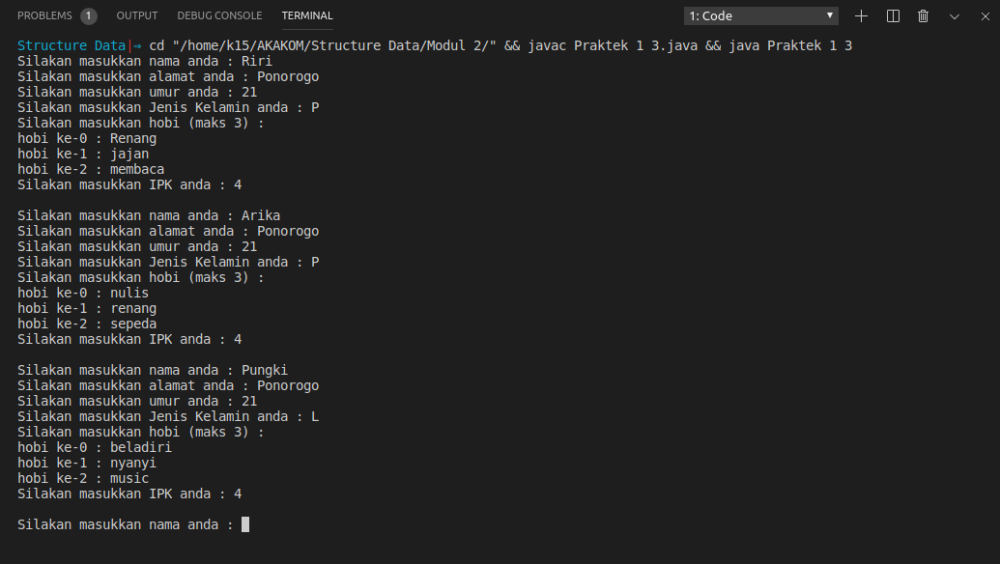 PROBLEMS 1 OUTPUT DEBUG CONSOLE TERMINAL 1: Code
Structure Data|⇒ cd "/home/k15/AKAKOM/Structure Data/Modul 2/" && javac Praktek_1_3.java && java Praktek_1_3
Silakan masukkan nama anda : Riri
Silakan masukkan alamat anda : Ponorogo
Silakan masukkan umur anda : 21
Silakan masukkan Jenis Kelamin anda : P
Silakan masukkan hobi (maks 3) :
hobi ke-0 : Renang
hobi ke-1 : jajan
hobi ke-2 : membaca
Silakan masukkan IPK anda : 4
Silakan masukkan nama anda : Arika
Silakan masukkan alamat anda : Ponorogo
Silakan masukkan umur anda : 21
Silakan masukkan Jenis Kelamin anda : P
Silakan masukkan hobi (maks 3) :
hobi ke-0 : nulis
hobi ke-1 : renang
hobi ke-2 : sepeda
Silakan masukkan IPK anda : 4
Silakan masukkan nama anda : Pungki
Silakan masukkan alamat anda : Ponorogo
Silakan masukkan umur anda : 21
Silakan masukkan Jenis Kelamin anda : L
Silakan masukkan hobi (maks 3) :
hobi ke-0 : beladiri
hobi ke-1 : nyanyi
hobi ke-2 : music
Silakan masukkan IPK anda : 4
Silakan masukkan nama anda :